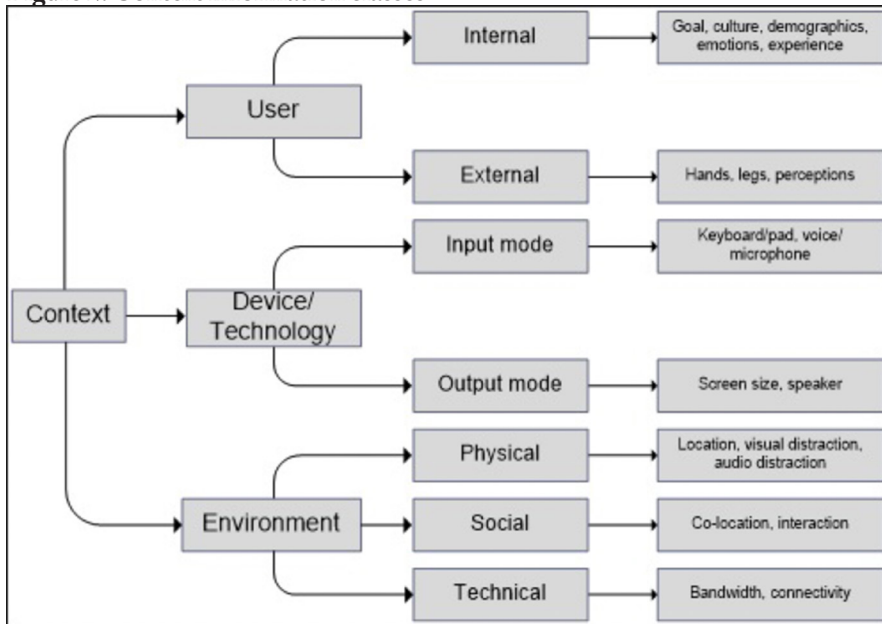 Internal
Goal, culture, demographics,
emotions, experience
User
External
Hands, legs, perceptions
Input mode
Keyboard/pad, voice/
microphone
Context
Device/
Technology
Output mode
Screen size, speaker
Physical
Location, visual distraction,
audio distraction
Environment
Social
Co-location, interaction
Technical
Bandwidth, connectivity